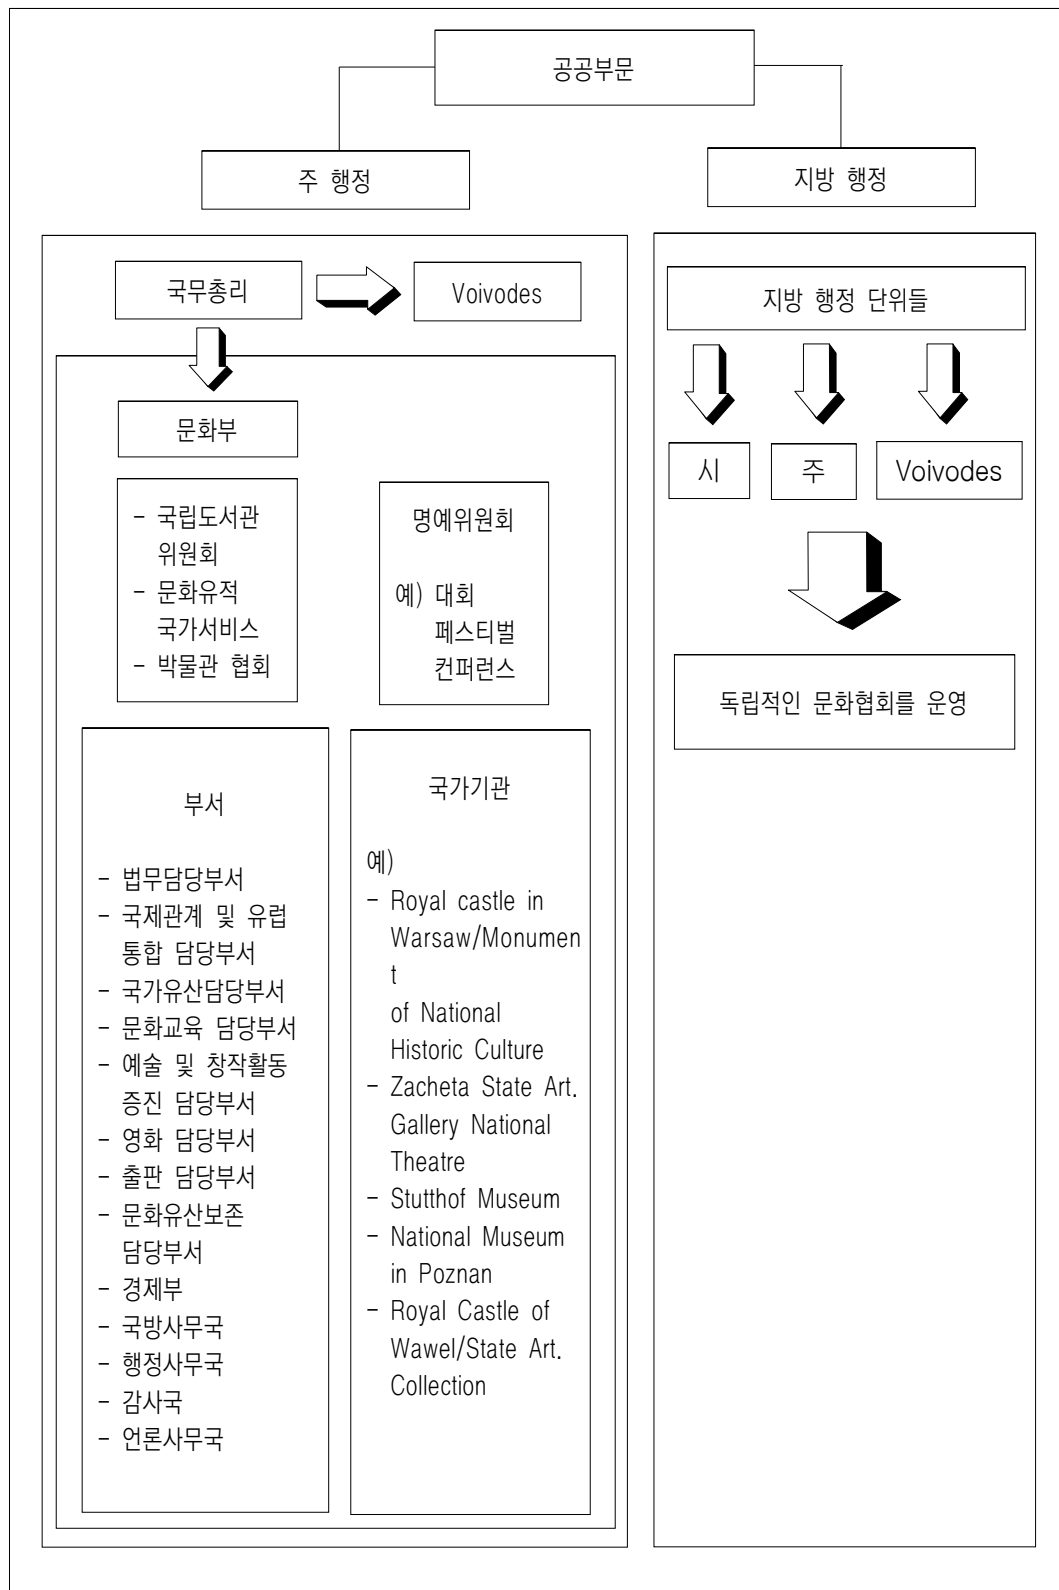 공공부문
주 행정
지방 행정
국무총리
Voivodes
문화부
- 국립도서관
위원회
- 문화유적
국가서비스
- 박물관 협회
명예위원회
예) 대회
페스티벌
컨퍼런스
부서
- 법무담당부서
- 국제관계 및 유럽
통합 담당부서
- 국가유산담당부서
- 문화교육 담당부서
- 예술 및 창작활동
증진 담당부서
- 영화 담당부서
- 출판 담당부서
- 문화유산보존
담당부서
- 경제부
- 국방사무국
- 행정사무국
- 감사국
- 언론사무국
국가기관
예)
- Royal castle in
Warsaw/Monumen
t
of National
Historic Culture
- Zacheta State Art.
Gallery National
Theatre
- Stutthof Museum
- National Museum
in Poznan
- Royal Castle of
Wawel/State Art.
Collection
지방 행정 단위들
시
주
Voivodes
독립적인 문화협회를 운영